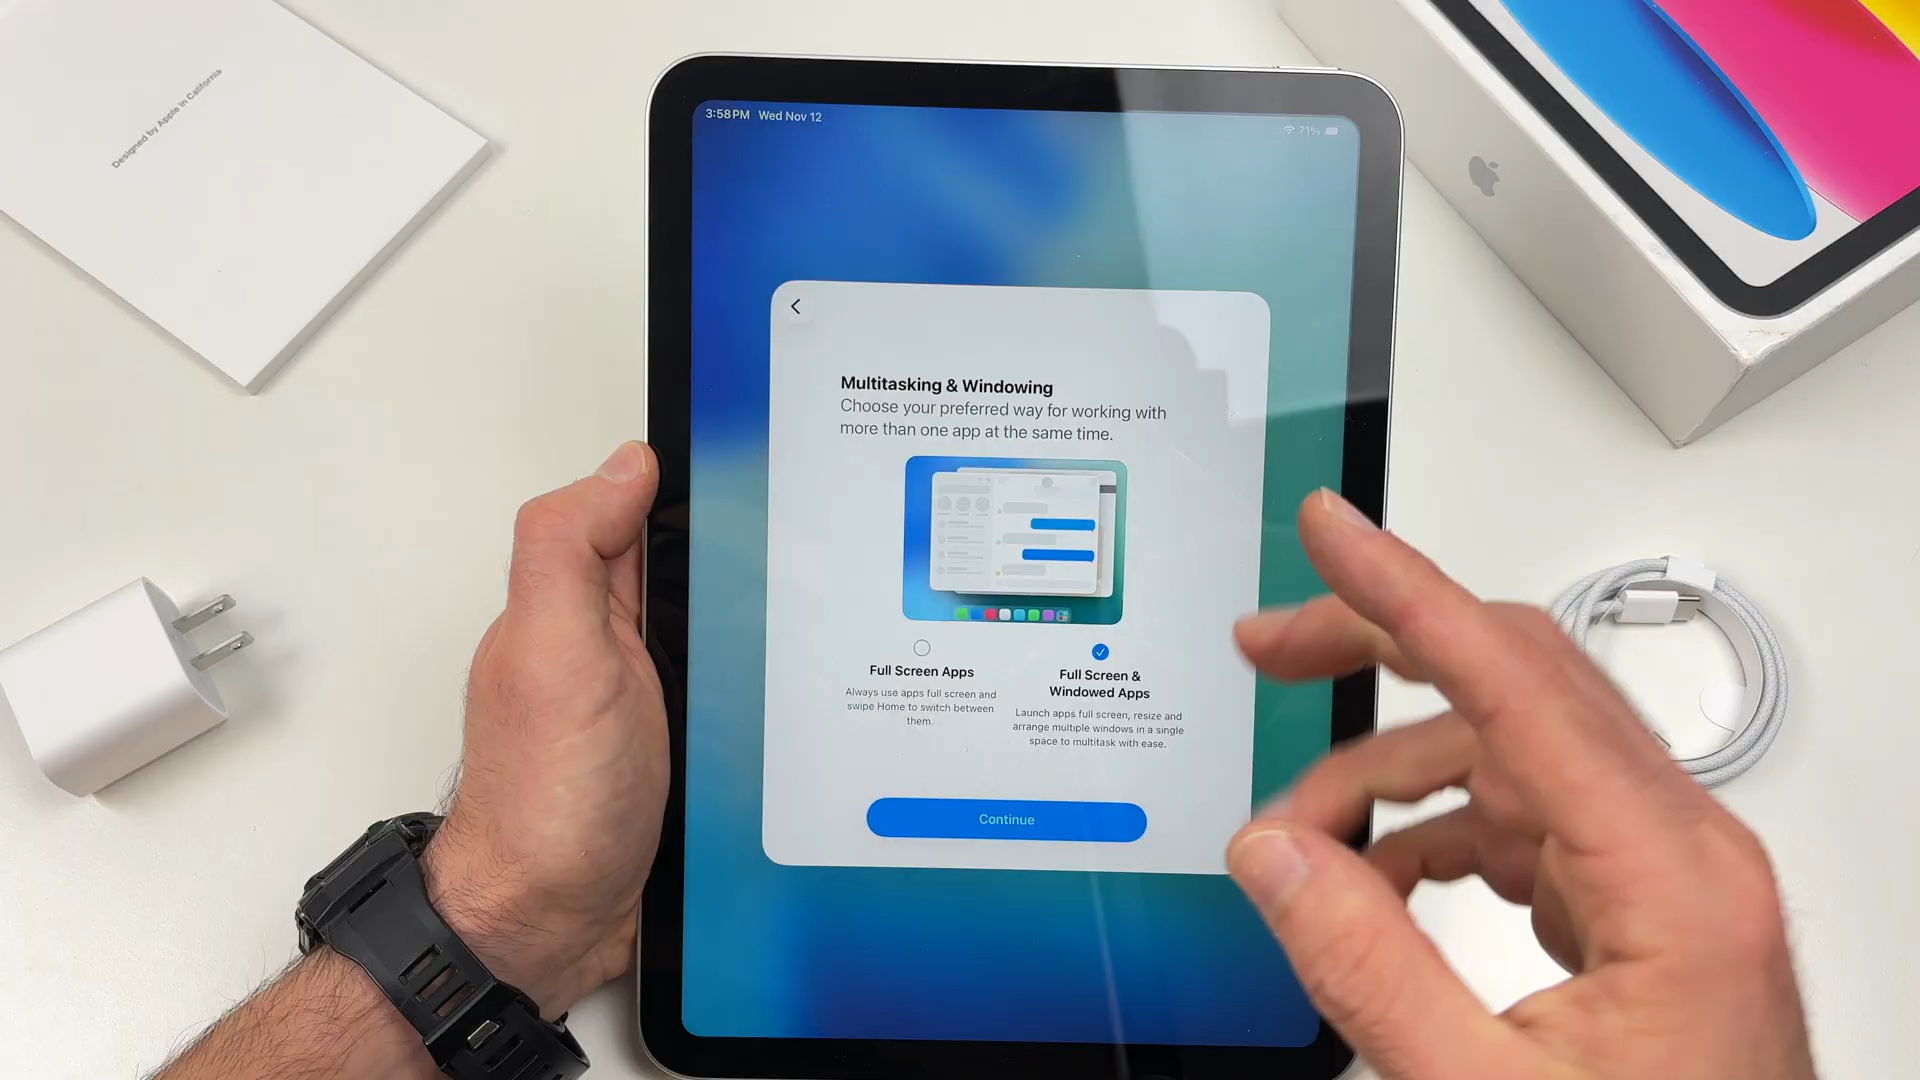 Designed by Apple in California
3:58 PM Wed Nov 12
71%
Multitasking & Windowing
Choose your preferred way for working with
more than one app at the same time.
Full Screen Apps
Always use apps full screen and
swipe Home to switch between
them.
Full Screen &
Windowed Apps
Launch apps full screen, resize and
arrange multiple windows in a single
space to multitask with ease.
Continue